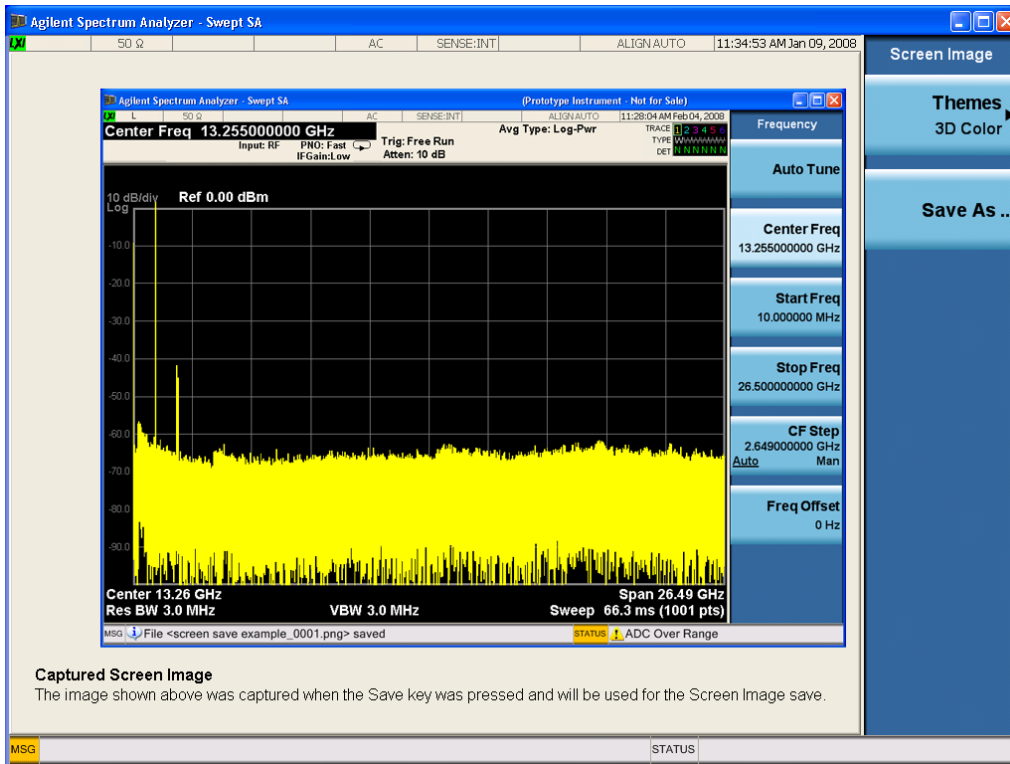 Agilent Spectrum Analyzer - Swept SA
LXI 50 Ω AC SENSE:INT ALIGN AUTO 11:34:53 AM Jan 09, 2008
Screen Image
Themes
3D Color
Save As ..
Agilent Spectrum Analyzer - Swept SA (Prototype Instrument - Not for Sale)
LXI L 50 Ω AC SENSE:INT ALIGN AUTO 11:28:04 AM Feb 04, 2008
Center Freq 13.255000000 GHz
Input: RF PNO: Fast
IFGain:Low
Trig: Free Run
Atten: 10 dB
Avg Type: Log-Pwr
TRACE 1 2 3 4 5 6
TYPE WWWWWW
DET N N N N N N
10 dB/div Ref 0.00 dBm
Log
-10.0
-20.0
-30.0
-40.0
-50.0
-60.0
-70.0
-80.0
-90.0
Center 13.26 GHz Span 26.49 GHz
Res BW 3.0 MHz VBW 3.0 MHz Sweep 66.3 ms (1001 pts)
MSG File <screen save example_0001.png> saved STATUS ADC Over Range
Frequency
Auto Tune
Center Freq
13.255000000 GHz
Start Freq
10.000000 MHz
Stop Freq
26.500000000 GHz
CF Step
2.649000000 GHz
Auto Man
Freq Offset
0 Hz
Captured Screen Image
The image shown above was captured when the Save key was pressed and will be used for the Screen Image save.
MSG STATUS